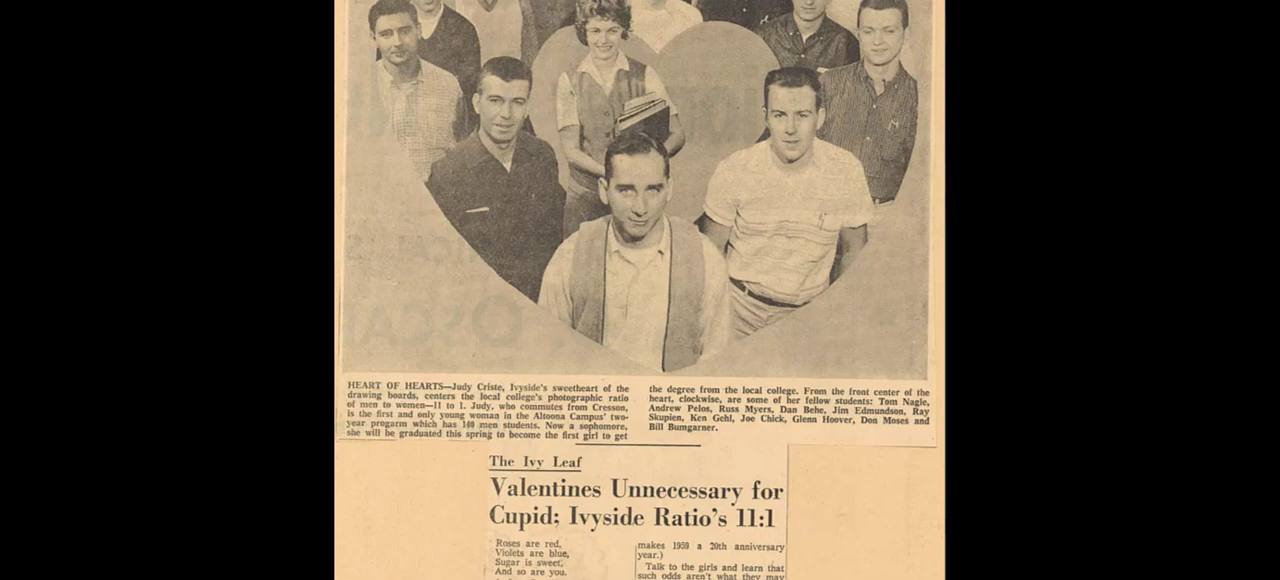 HEART OF HEARTS—Judy Criste, Ivyside's sweetheart of the
drawing boards, centers the local college's photographic ratio
of men to women—11 to 1. Judy, who commutes from Cresson,
is the first and only young woman in the Altoona Campus' two-
year progarm which has 140 men students. Now a sophomore,
she will be graduated this spring to become the first girl to get
the degree from the local college. From the front center of the
heart, clockwise, are some of her fellow students: Tom Nagle,
Andrew Pelos, Russ Myers, Dan Behe, Jim Edmundson, Ray
Skupien, Ken Gehl, Joe Chick, Glenn Hoover, Don Moses and
Bill Bumgarner.
The Ivy Leaf
Valentines Unnecessary for
Cupid; Ivyside Ratio's 11:1
Roses are red,
Violets are blue,
Sugar is sweet,
And so are you.
makes 1959 a 20th anniversary
year.)
Talk to the girls and learn that
such odds aren't what they may